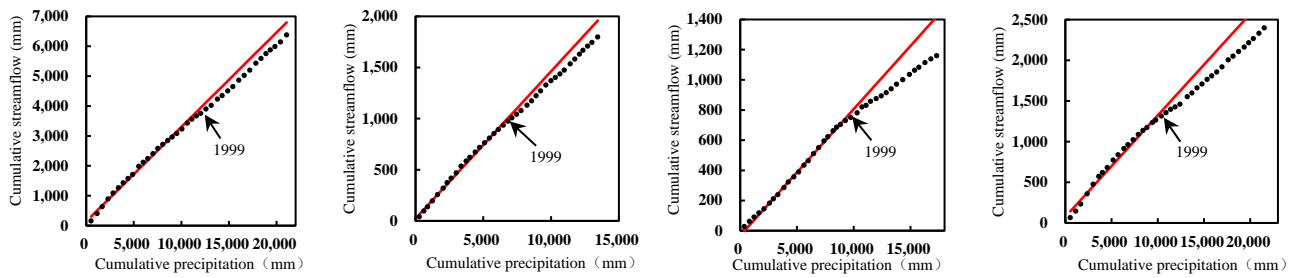 Cumulative streamflow (mm)
7,000
6,000
5,000
4,000
3,000
2,000
1,000
0
1999
0 5,000 10,000 15,000 20,000
Cumulative precipitation（mm）
Cumulative streamflow (mm)
2,000
1,500
1,000
500
0
1999
0 5,000 10,000 15,000
Cumulative precipitation（mm）
Cumulative streamflow (mm)
1,400
1,200
1,000
800
600
400
200
0
1999
0 5,000 10,000 15,000
Cumulative precipitation（mm）
Cumulative streamflow (mm)
2,500
2,000
1,500
1,000
500
0
1999
0 5,000 10,000 15,000 20,000
Cumulative precipitation（mm）